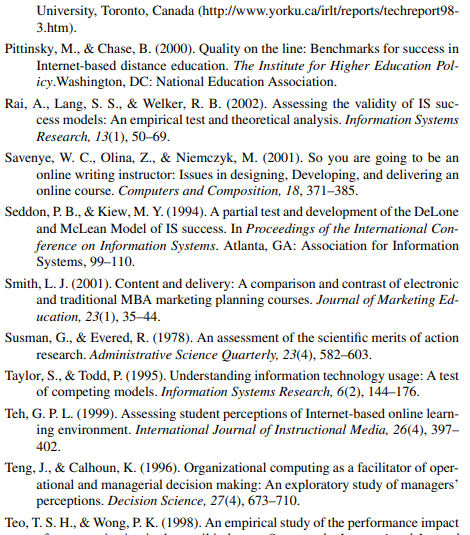 University, Toronto, Canada (http://www.yorku.ca/irlt/reports/techreport98-
3.htm).
Pittinsky, M., & Chase, B. (2000). Quality on the line: Benchmarks for success in
Internet-based distance education. The Institute for Higher Education Pol-
icy.Washington, DC: National Education Association.
Rai, A., Lang, S. S., & Welker, R. B. (2002). Assessing the validity of IS suc-
cess models: An empirical test and theoretical analysis. Information Systems
Research, 13(1), 50–69.
Savenye, W. C., Olina, Z., & Niemczyk, M. (2001). So you are going to be an
online writing instructor: Issues in designing, Developing, and delivering an
online course. Computers and Composition, 18, 371–385.
Seddon, P. B., & Kiew, M. Y. (1994). A partial test and development of the DeLone
and McLean Model of IS success. In Proceedings of the International Con-
ference on Information Systems. Atlanta, GA: Association for Information
Systems, 99–110.
Smith, L. J. (2001). Content and delivery: A comparison and contrast of electronic
and traditional MBA marketing planning courses. Journal of Marketing Ed-
ucation, 23(1), 35–44.
Susman, G., & Evered, R. (1978). An assessment of the scientific merits of action
research. Administrative Science Quarterly, 23(4), 582–603.
Taylor, S., & Todd, P. (1995). Understanding information technology usage: A test
of competing models. Information Systems Research, 6(2), 144–176.
Teh, G. P. L. (1999). Assessing student perceptions of Internet-based online learn-
ing environment. International Journal of Instructional Media, 26(4), 397–
402.
Teng, J., & Calhoun, K. (1996). Organizational computing as a facilitator of oper-
ational and managerial decision making: An exploratory study of managers'
perceptions. Decision Science, 27(4), 673–710.
Teo, T. S. H., & Wong, P. K. (1998). An empirical study of the performance impact